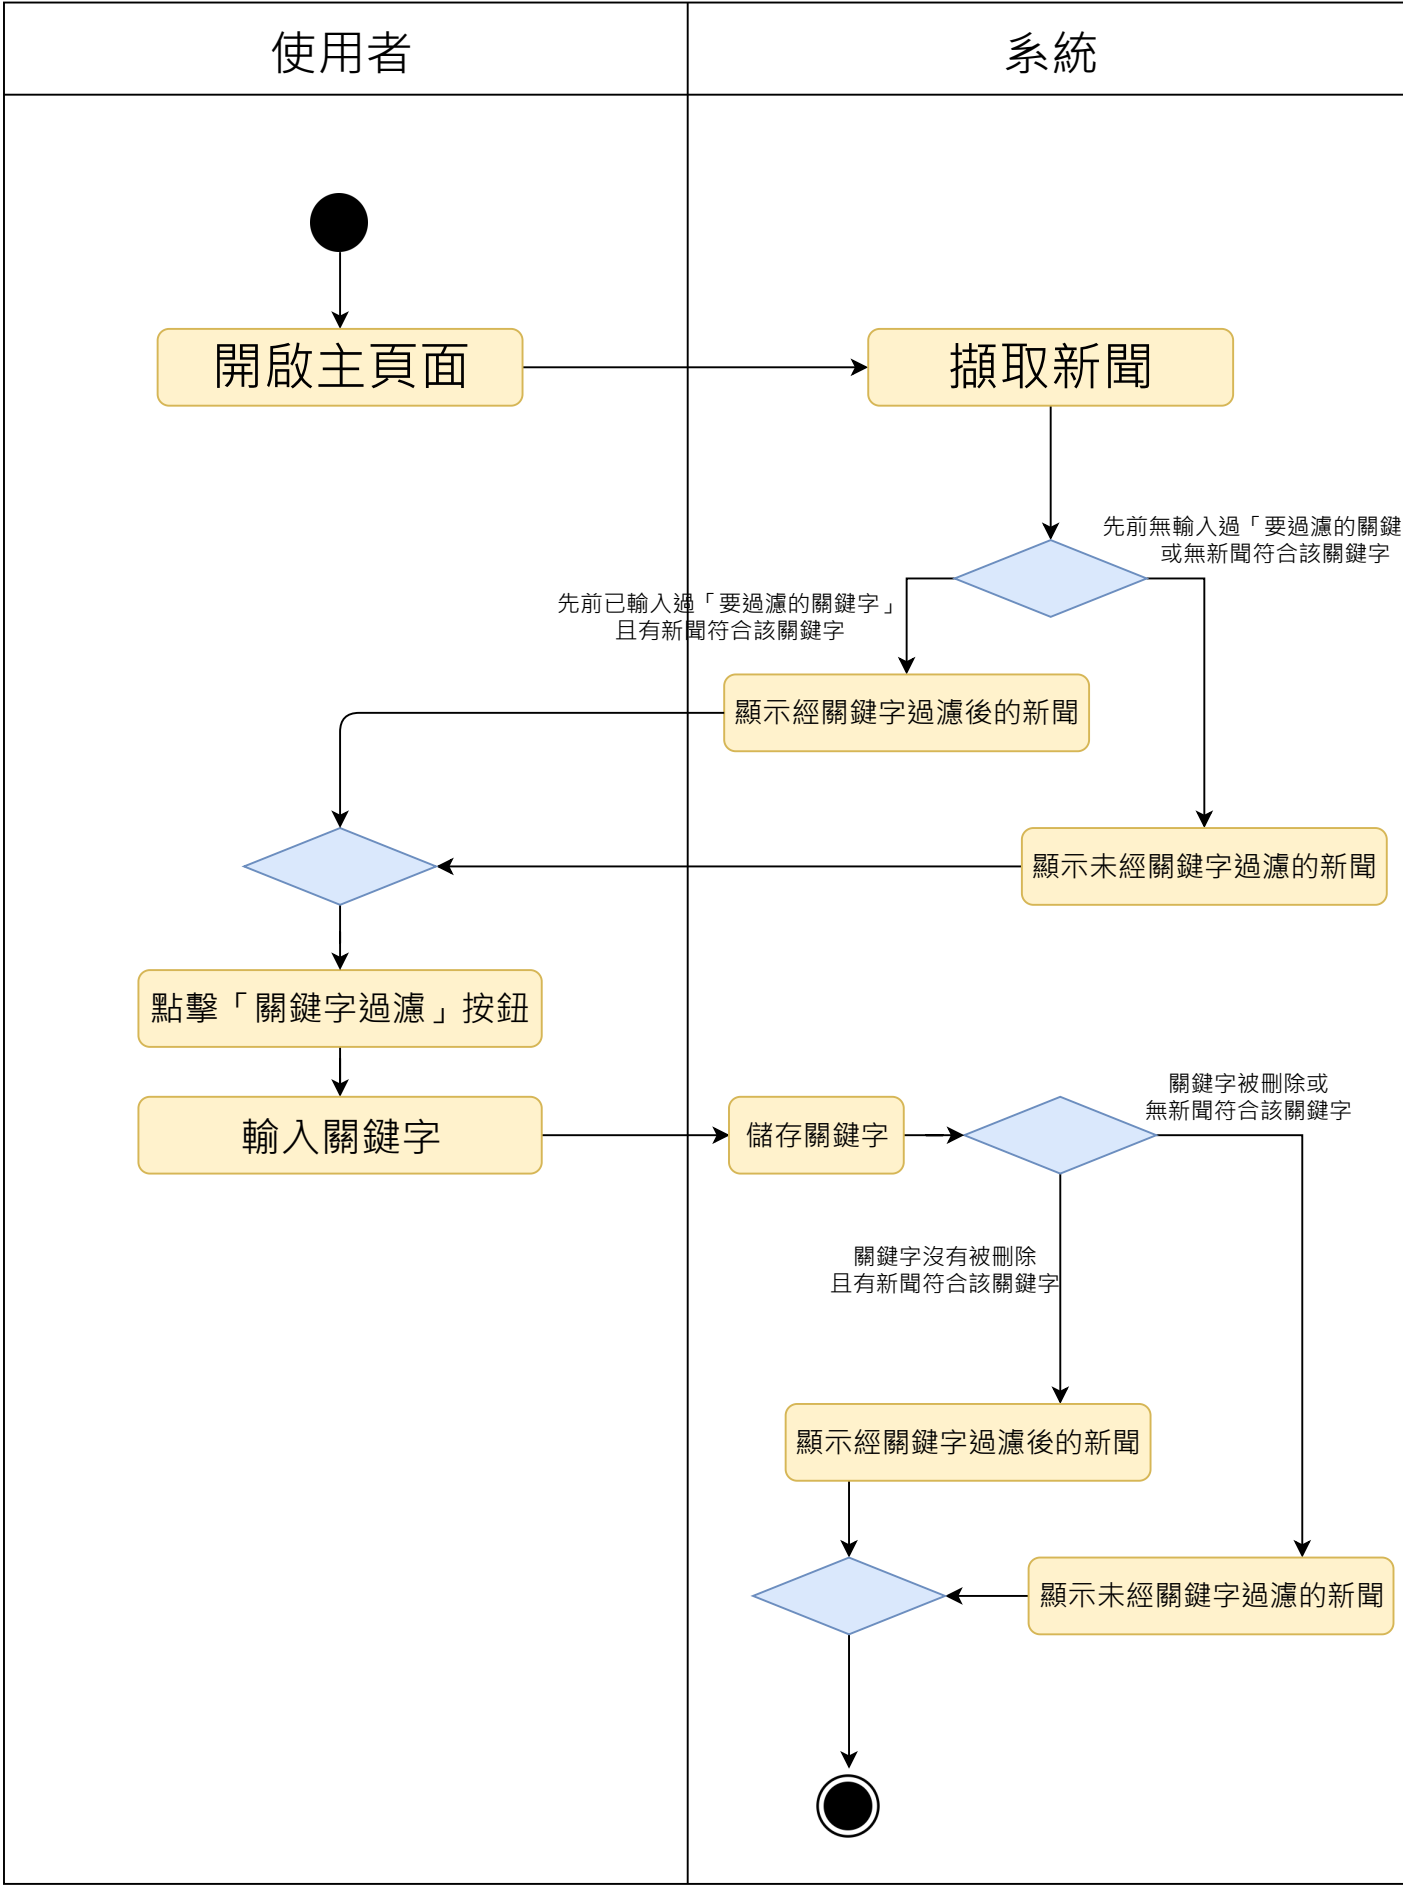 使用者
系統
開啟主頁面
擷取新聞
先前無輸入過「要過濾的關鍵
或無新聞符合該關鍵字
先前已輸入過「要過濾的關鍵字」
且有新聞符合該關鍵字
顯示經關鍵字過濾後的新聞
顯示未經關鍵字過濾的新聞
點擊「關鍵字過濾」按鈕
輸入關鍵字
儲存關鍵字
關鍵字被刪除或
無新聞符合該關鍵字
關鍵字沒有被刪除
且有新聞符合該關鍵字
顯示經關鍵字過濾後的新聞
顯示未經關鍵字過濾的新聞